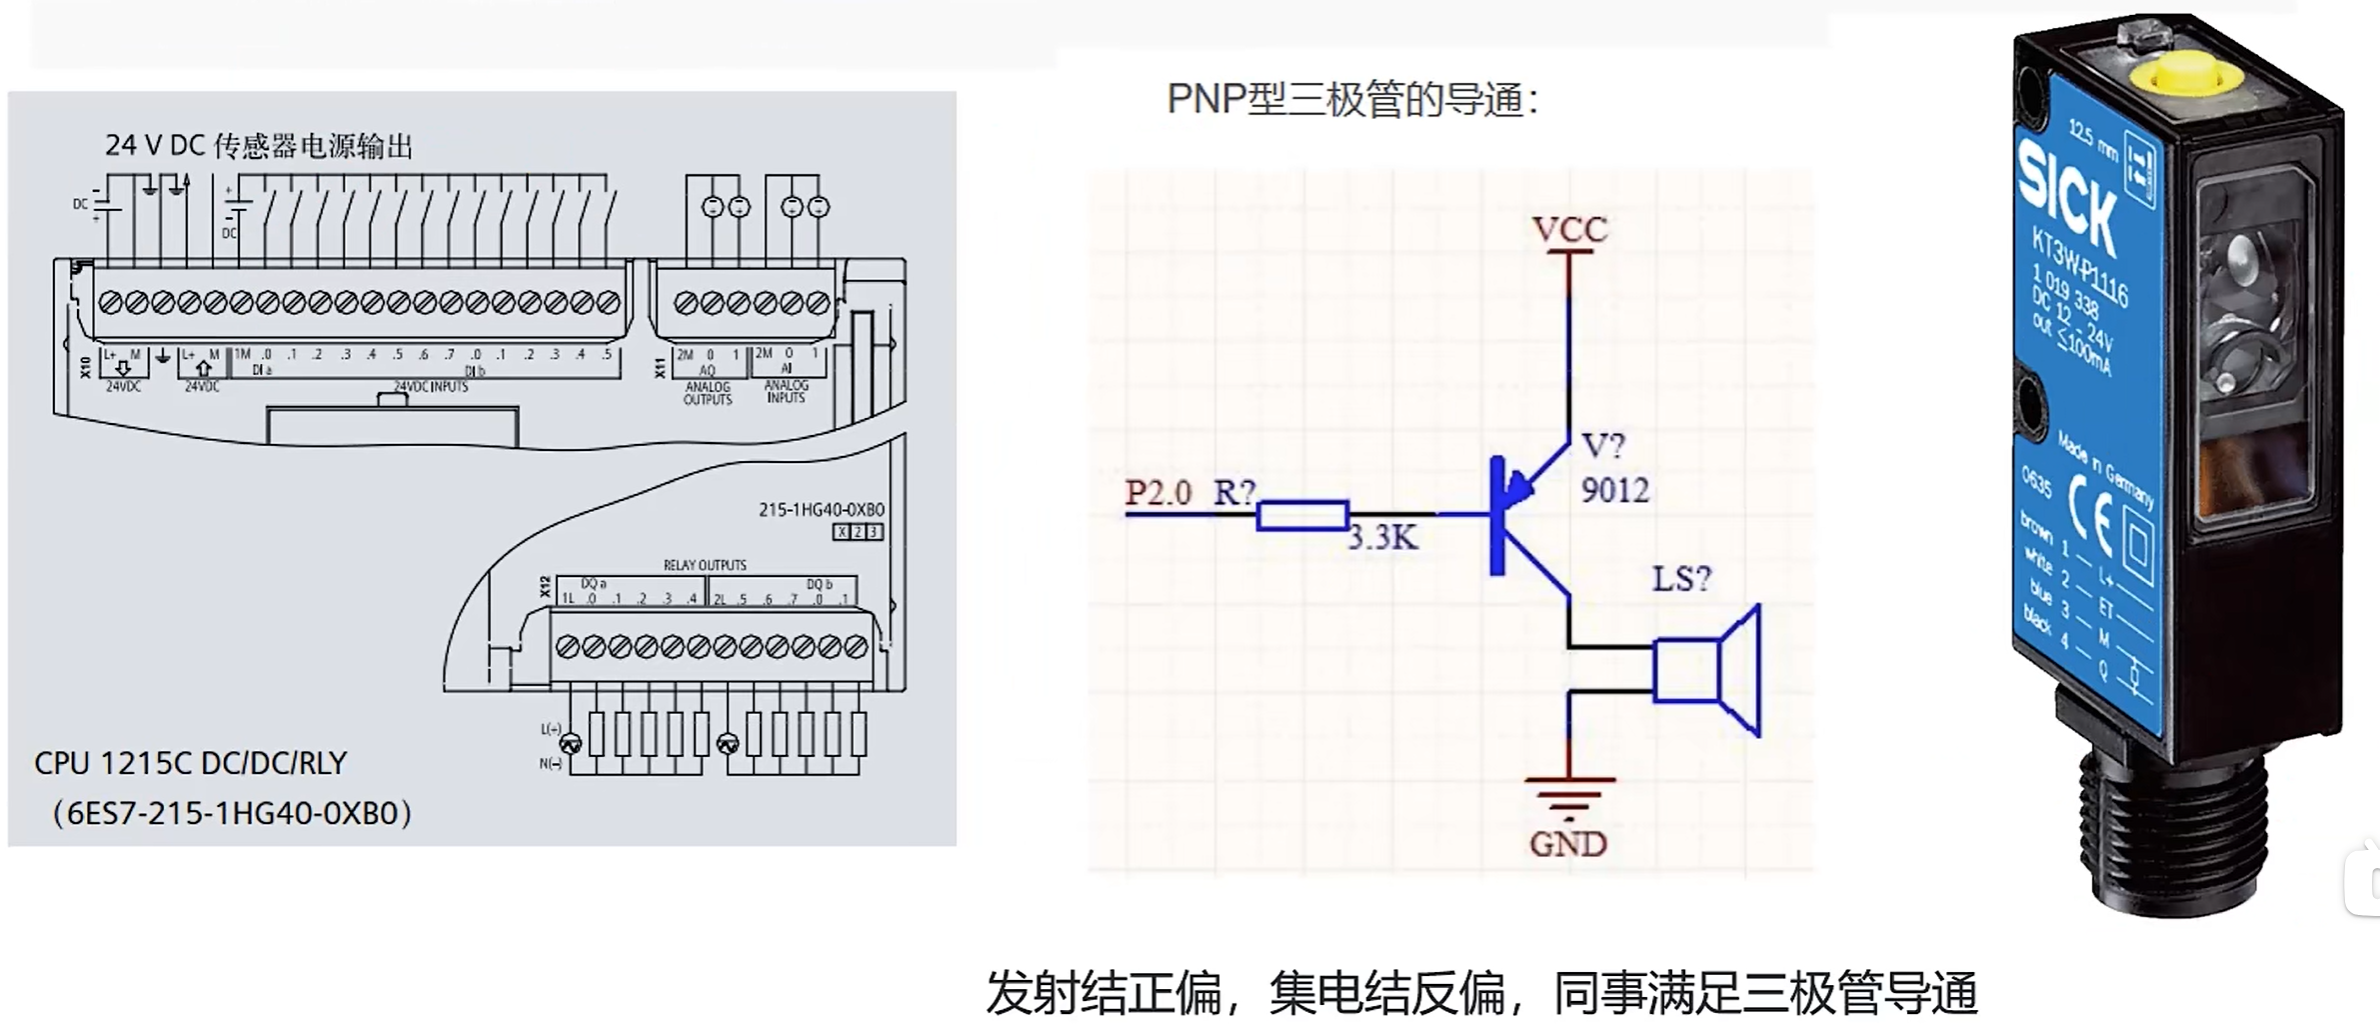 24 V DC 传感器电源输出
DC
-
+
+
-
DC
X10
L+ M
24VDC
L+ M
24VDC
1M .0 .1 .2 .3 .4 .5 .6 .7 .0 .1 .2 .3 .4 .5
DI a
DI b
24VDC INPUTS
X11
2M 0 1
AQ
ANALOG
OUTPUTS
2M 0 1
AI
ANALOG
INPUTS
215-1HG40-0XB0
X 2 3
RELAY OUTPUTS
X12
DQ a
DQ b
1L .0 .1 .2 .3 .4 2L .5 .6 .7 .0 .1
L(+)
N(−)
CPU 1215C DC/DC/RLY
（6ES7-215-1HG40-0XB0）
PNP型三极管的导通：
VCC
V?
9012
P2.0 R?
3.3K
LS?
GND
12.5 mm
SICK
KT3W-P1116
1 019 338
DC 12 - 24V
out ≤100mA
Made in Germany
0635
CE
brown 1 L+
white 2 ET
blue 3 M
black 4 Q
发射结正偏，集电结反偏，同事满足三极管导通